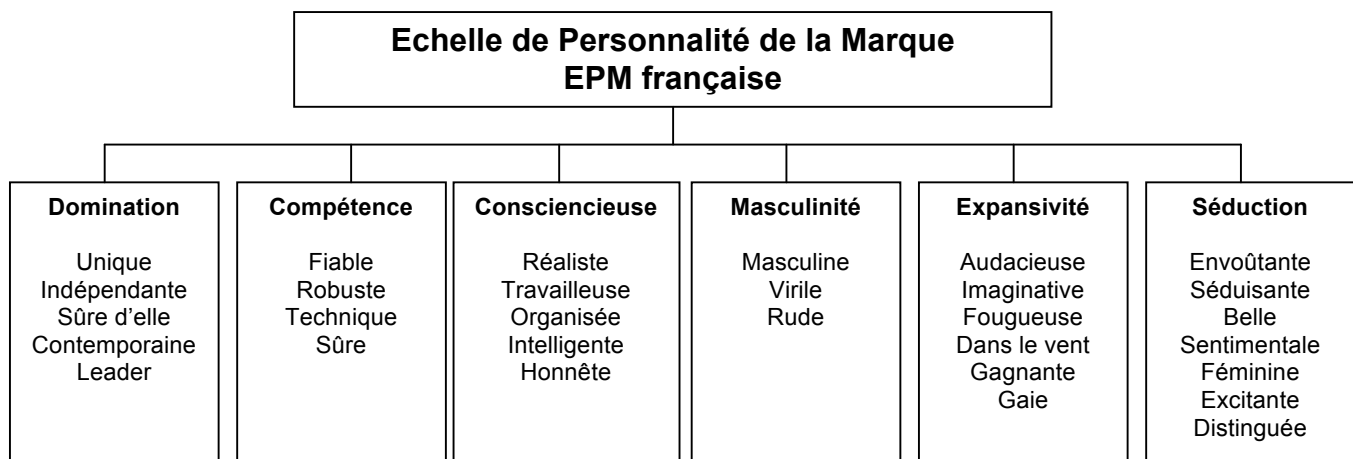 Echelle de Personnalité de la Marque
EPM française
Domination
Unique
Indépendante
Sûre d'elle
Contemporaine
Leader
Compétence
Fiable
Robuste
Technique
Sûre
Consciencieuse
Réaliste
Travailleuse
Organisée
Intelligente
Honnête
Masculinité
Masculine
Virile
Rude
Expansivité
Audacieuse
Imaginative
Fougueuse
Dans le vent
Gagnante
Gaie
Séduction
Envoûtante
Séduisante
Belle
Sentimentale
Féminine
Excitante
Distinguée